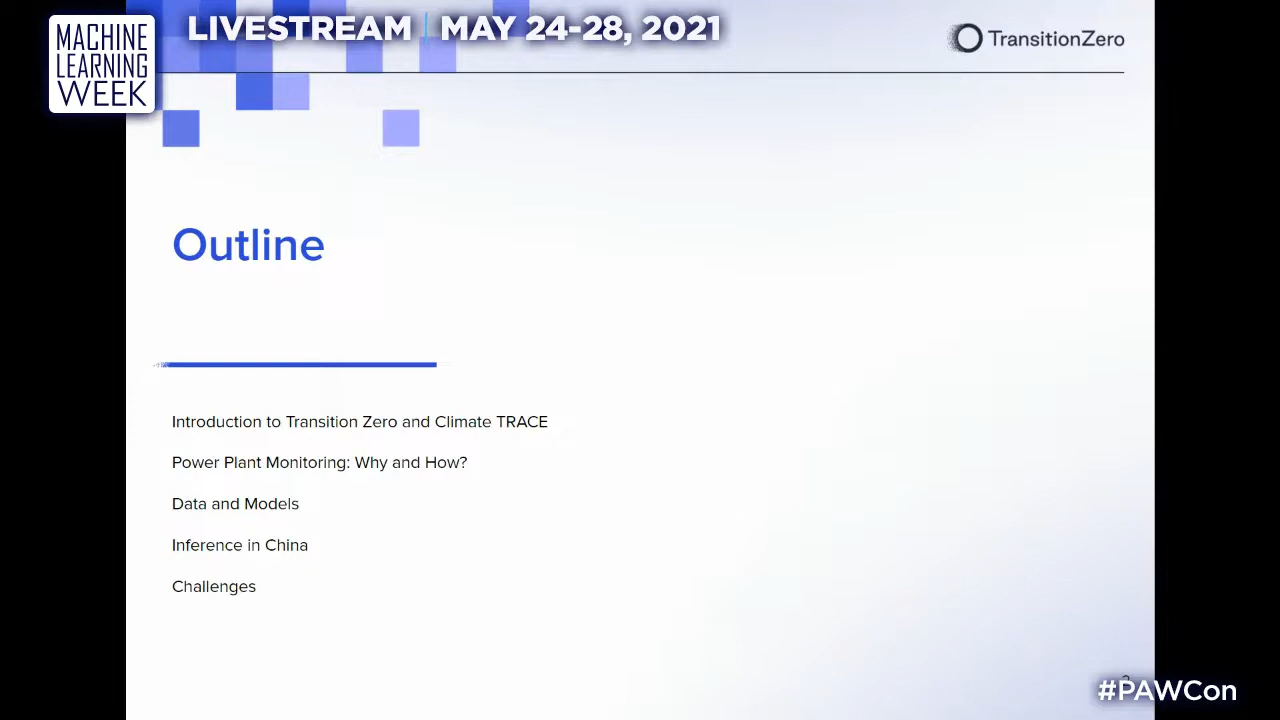 LIVESTREAM | MAY 24-28, 2021
MACHINE
LEARNING
WEEK
TransitionZero
Outline
Introduction to Transition Zero and Climate TRACE
Power Plant Monitoring: Why and How?
Data and Models
Inference in China
Challenges
#PAWCon